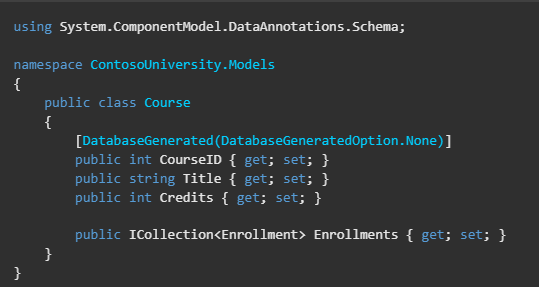 using System.ComponentModel.DataAnnotations.Schema;
namespace ContosoUniversity.Models
{
public class Course
{
[DatabaseGenerated(DatabaseGeneratedOption.None)]
public int CourseID { get; set; }
public string Title { get; set; }
public int Credits { get; set; }
public ICollection<Enrollment> Enrollments { get; set; }
}
}